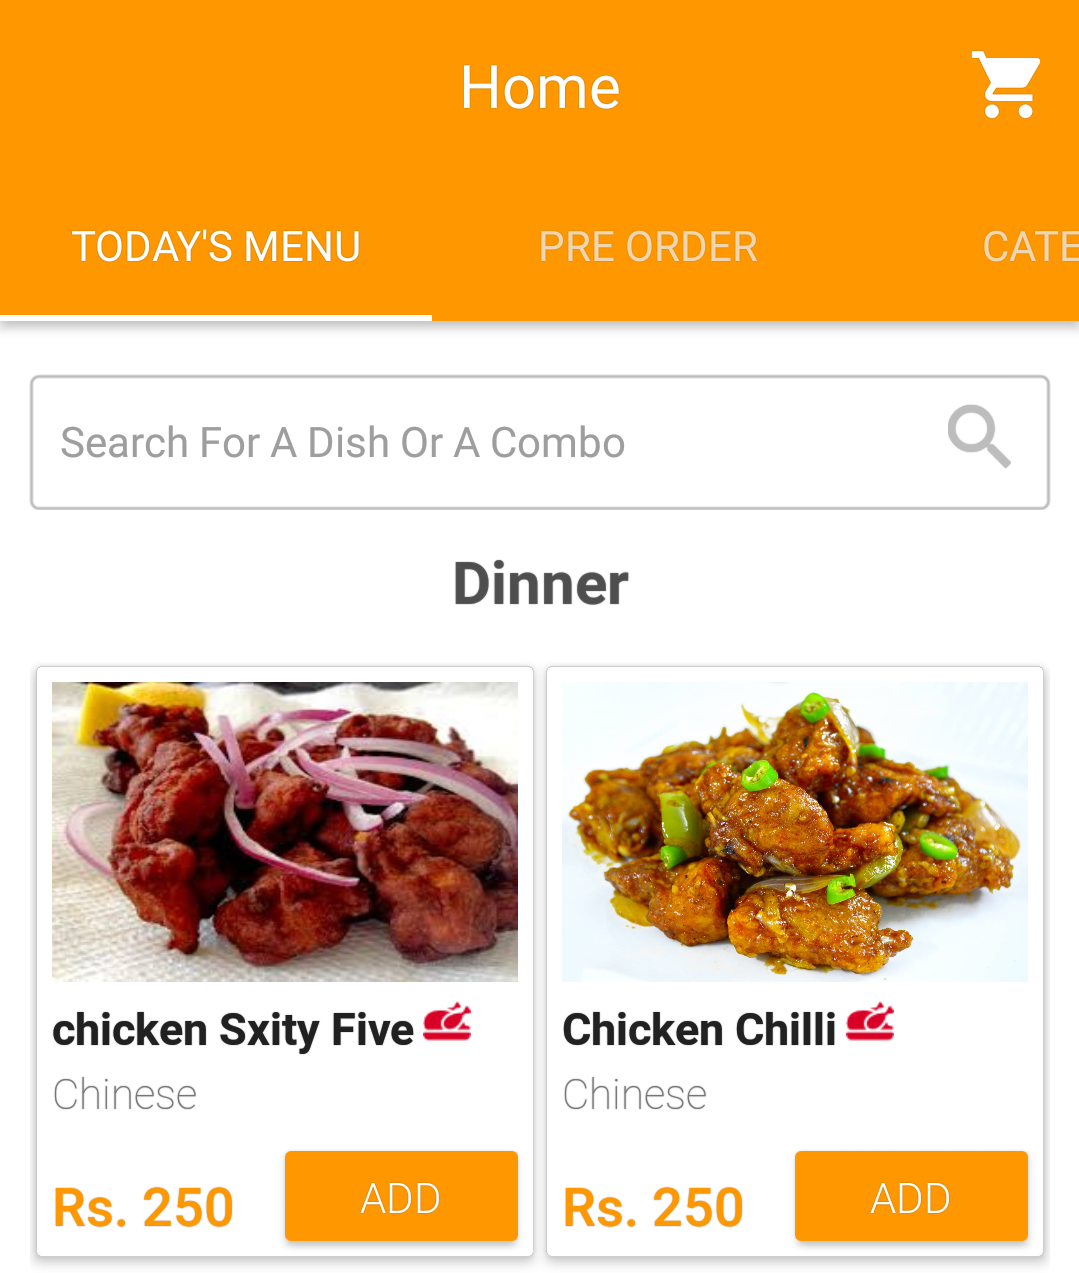 Home
TODAY'S MENU
PRE ORDER
CATE
Search For A Dish Or A Combo
Dinner
chicken Sxity Five
Chinese
Rs. 250
ADD
Chicken Chilli
Chinese
Rs. 250
ADD